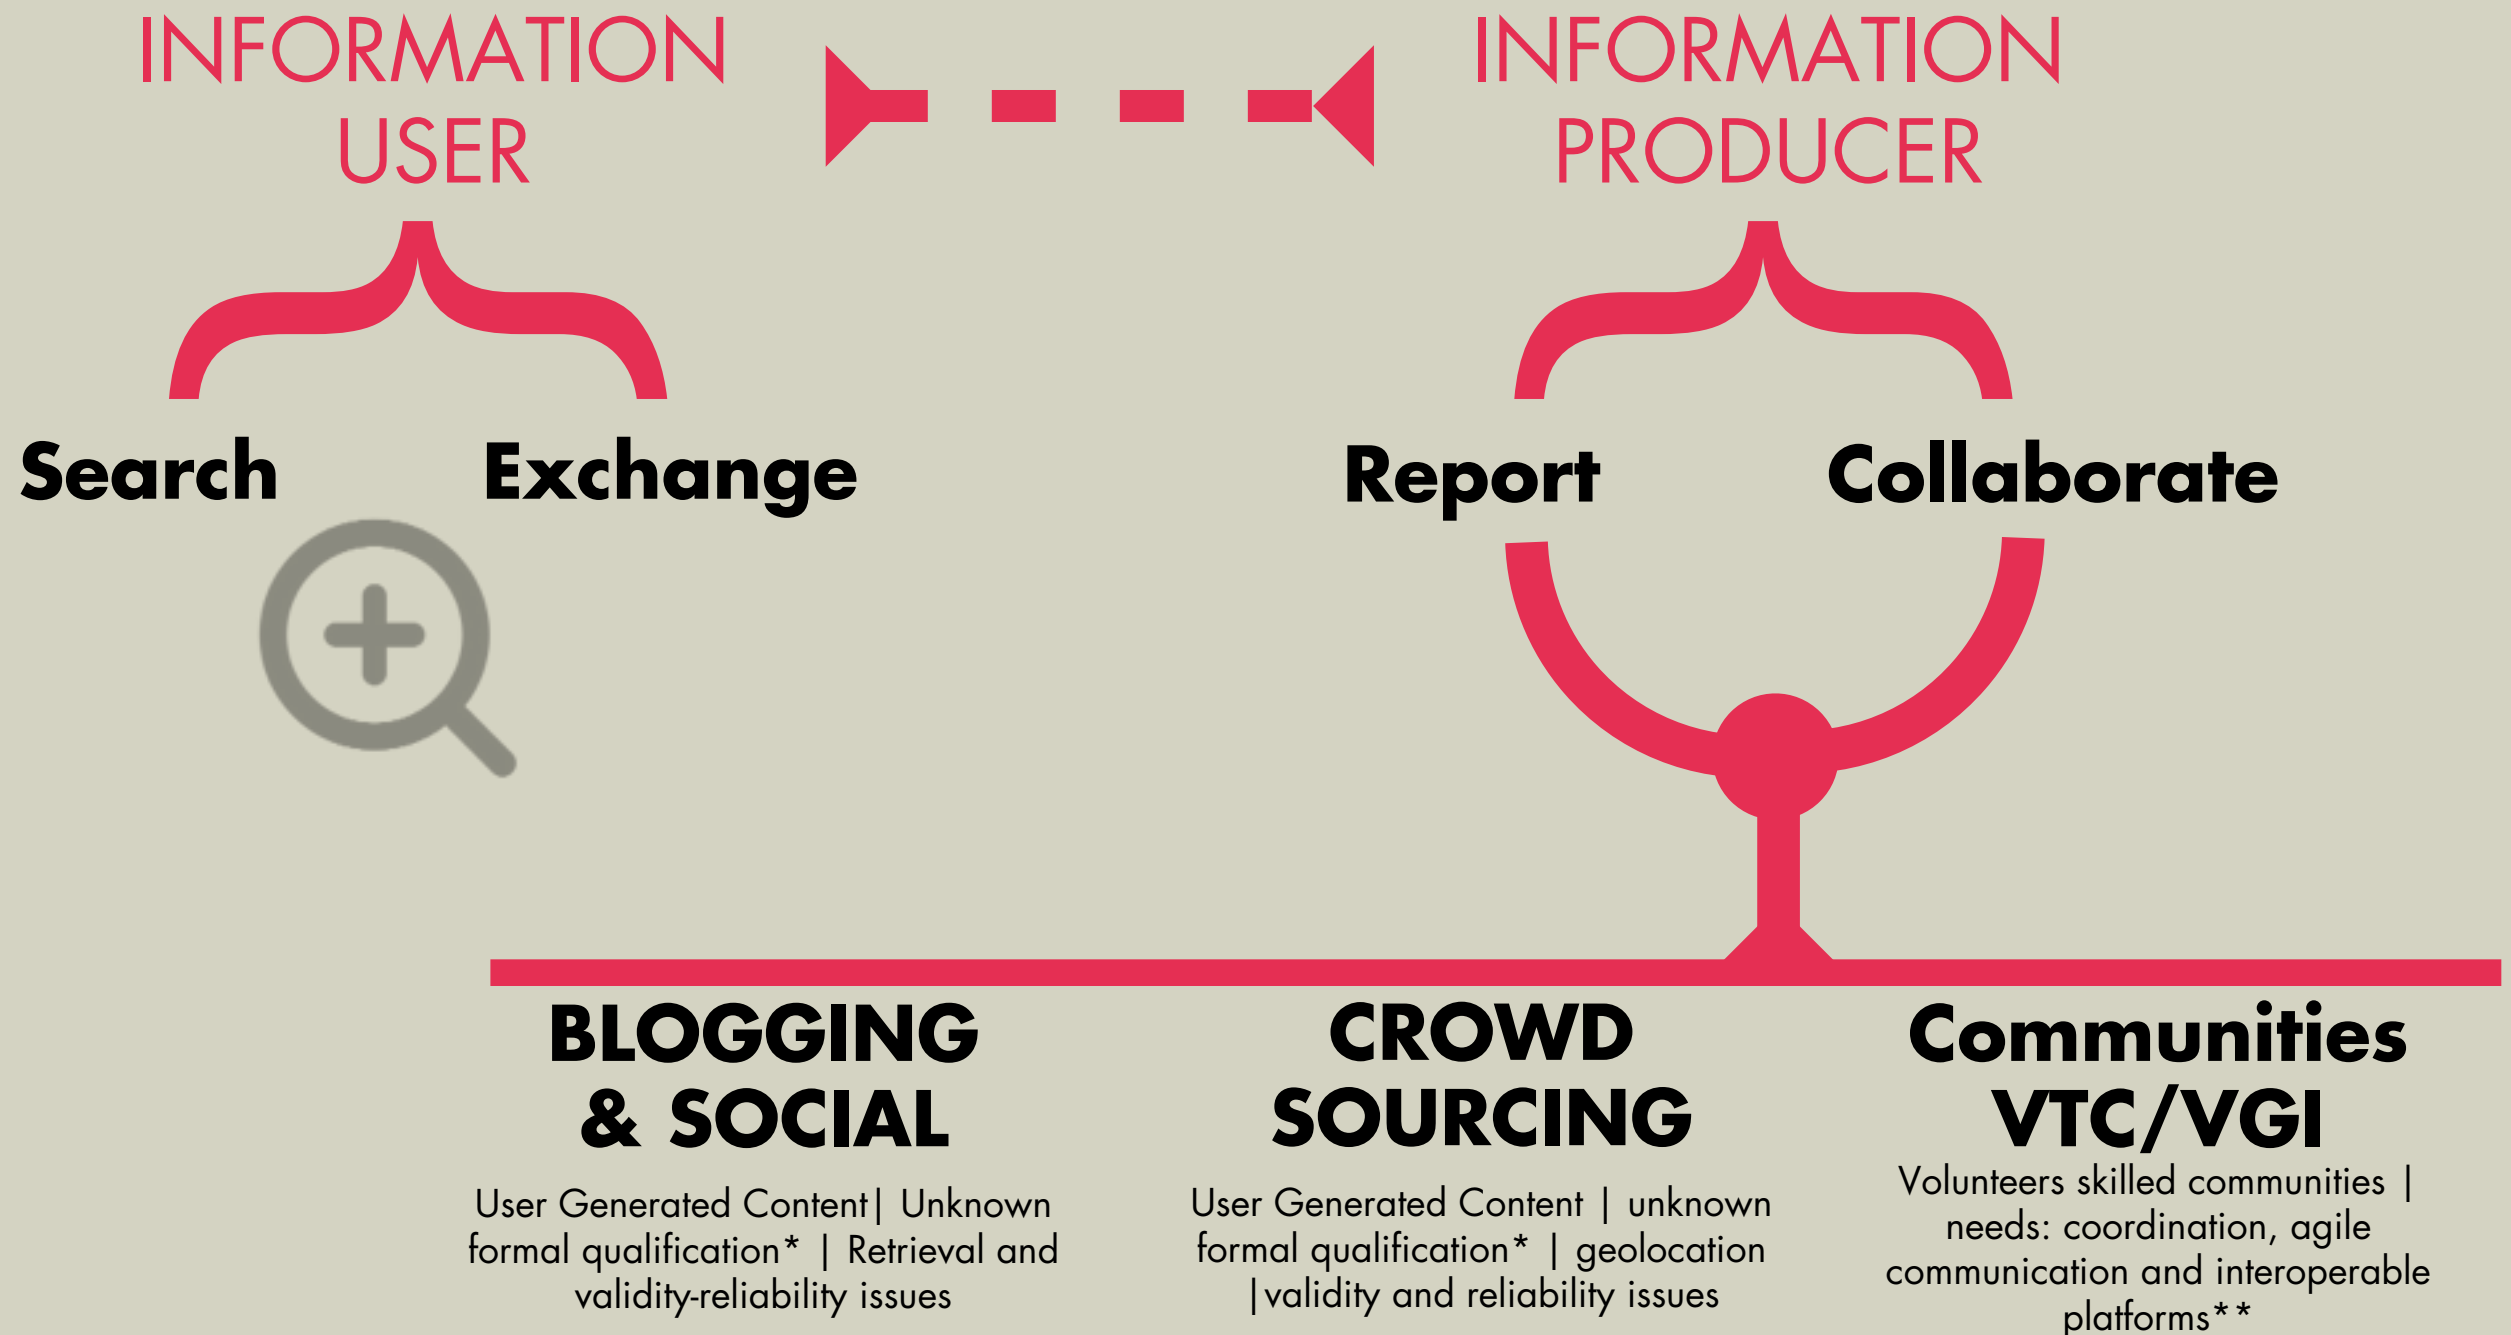 INFORMATION
USER
INFORMATION
PRODUCER
Search
Exchange
Report
Collaborate
BLOGGING
& SOCIAL
User Generated Content| Unknown
formal qualification* | Retrieval and
validity-reliability issues
CROWD
SOURCING
User Generated Content | unknown
formal qualification* | geolocation
|validity and reliability issues
Communities
VTC/VGI
Volunteers skilled communities |
needs: coordination, agile
communication and interoperable
platforms**